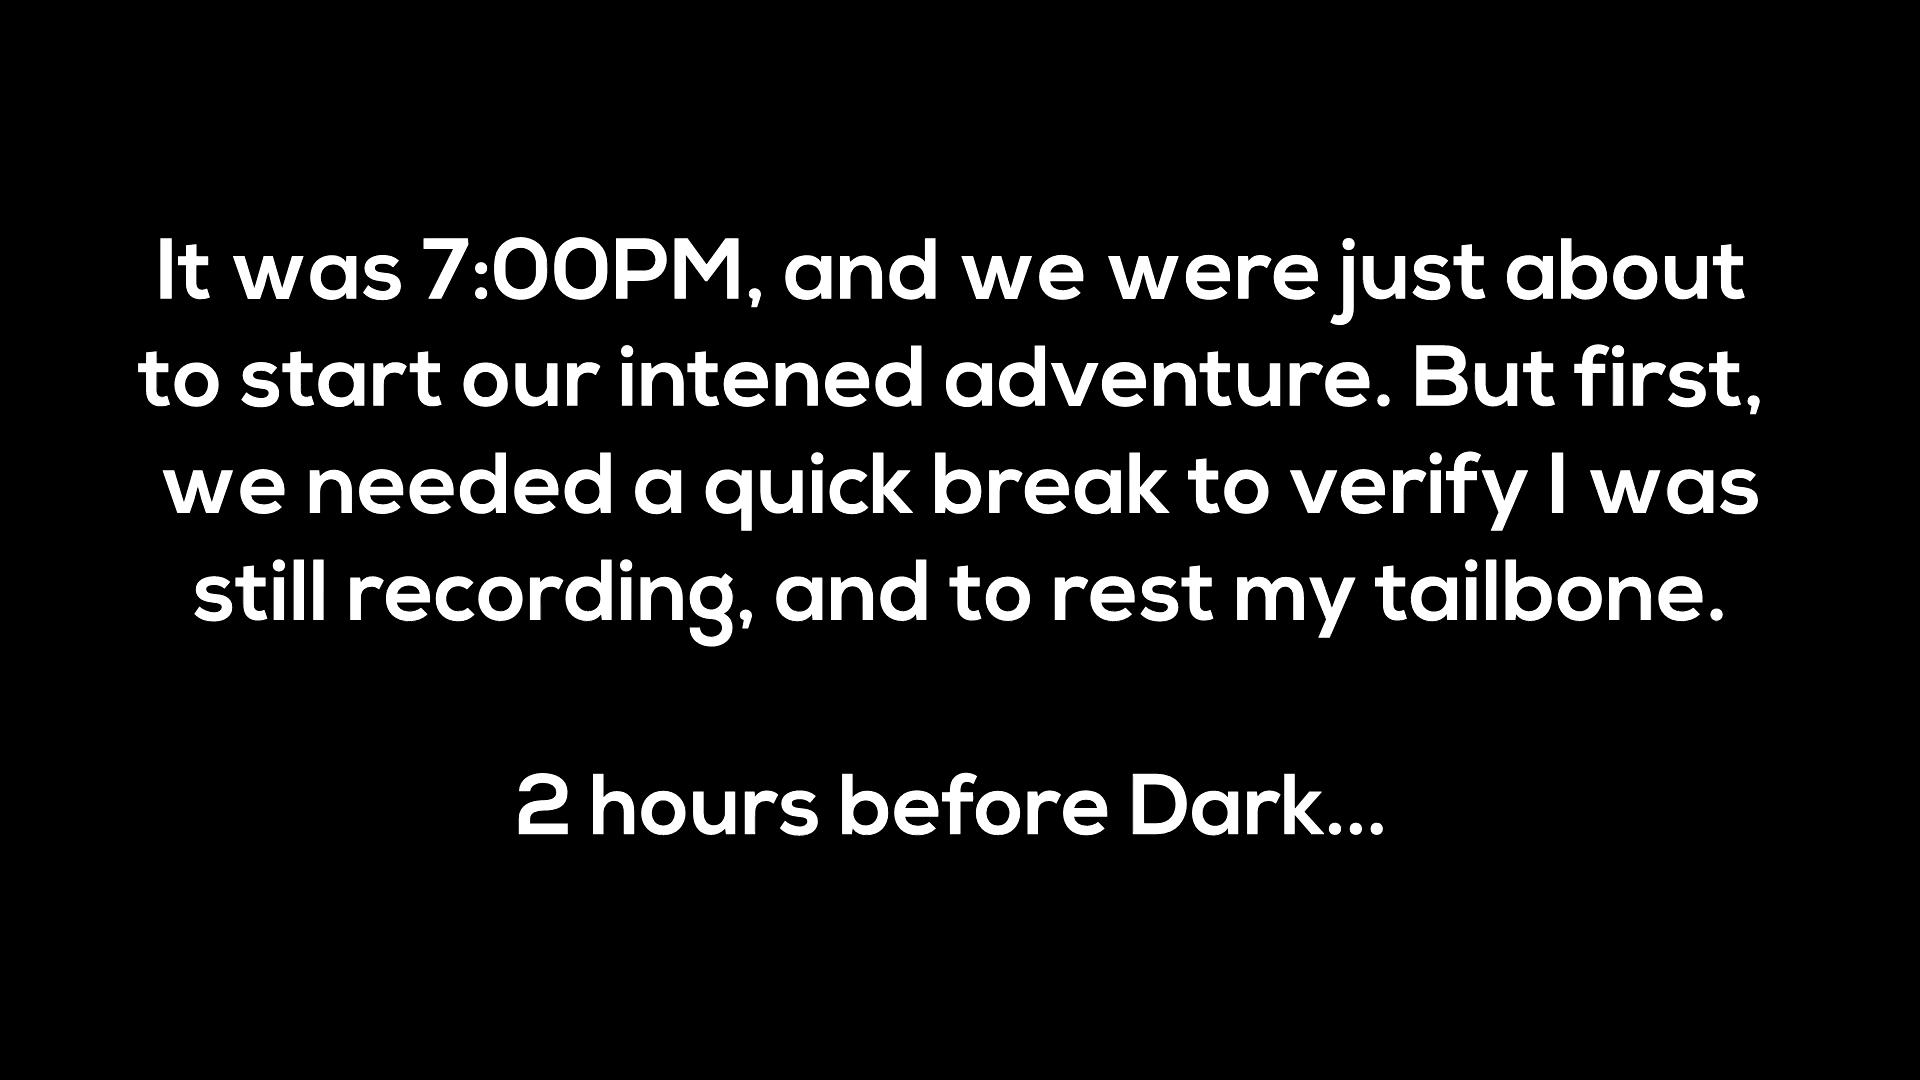 It was 7:00PM, and we were just about
to start our intened adventure. But first,
we needed a quick break to verify I was
still recording, and to rest my tailbone.
2 hours before Dark...